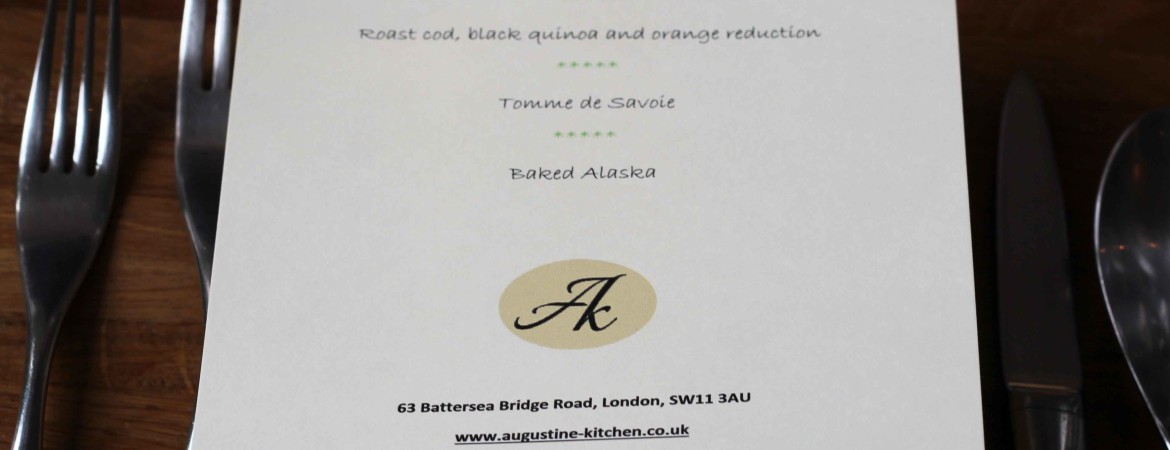 Roast cod, black quinoa and orange reduction
*****
Tomme de Savoie
*****
Baked Alaska
Ak
63 Battersea Bridge Road, London, SW11 3AU
www.augustine-kitchen.co.uk